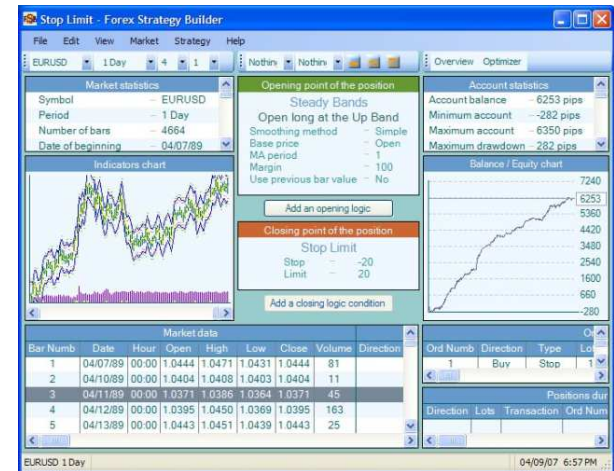 Stop Limit - Forex Strategy Builder
File Edit View Market Strategy Help
EURUSD 1 Day 4 1 Nothin Nothin Overview Optimizer
Market statistics
Symbol – EURUSD
Period – 1 Day
Number of bars – 4664
Date of beginning – 04/07/89
Opening point of the position
Steady Bands
Open long at the Up Band
Smoothing method – Simple
Base price – Open
MA period – 1
Margin – 100
Use previous bar value – No
Account statistics
Account balance – 6253 pips
Minimum account – -282 pips
Maximum account – 6350 pips
Maximum drawdown – 282 pips
Indicators chart
Add an opening logic
Closing point of the position
Stop Limit
Stop – -20
Limit – 20
Add a closing logic condition
Balance / Equity chart
7240
6253
5360
4420
3480
2540
1600
660
-280
Market data
Bar Numb Date Hour Open High Low Close Volume Direction
1 04/07/89 00:00 1.0444 1.0471 1.0431 1.0444 81
2 04/10/89 00:00 1.0404 1.0408 1.0403 1.0404 11
3 04/11/89 00:00 1.0371 1.0386 1.0364 1.0371 45
4 04/12/89 00:00 1.0395 1.0450 1.0369 1.0395 163
5 04/13/89 00:00 1.0443 1.0451 1.0439 1.0443 25
Ord Numb Direction Type Lot
1 Buy Stop 1
Positions dur
Direction Lots Transaction Ord Num
EURUSD 1 Day 04/09/07 6:57 PM